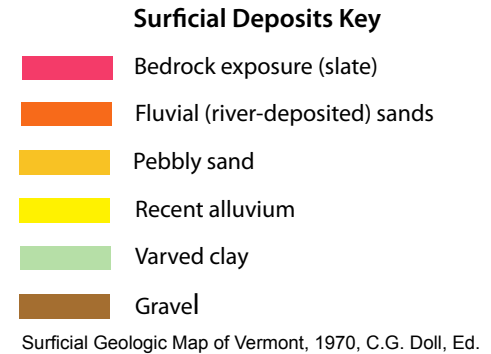 Surficial Deposits Key
Bedrock exposure (slate)
Fluvial (river-deposited) sands
Pebbly sand
Recent alluvium
Varved clay
Gravel
Surficial Geologic Map of Vermont, 1970, C.G. Doll, Ed.